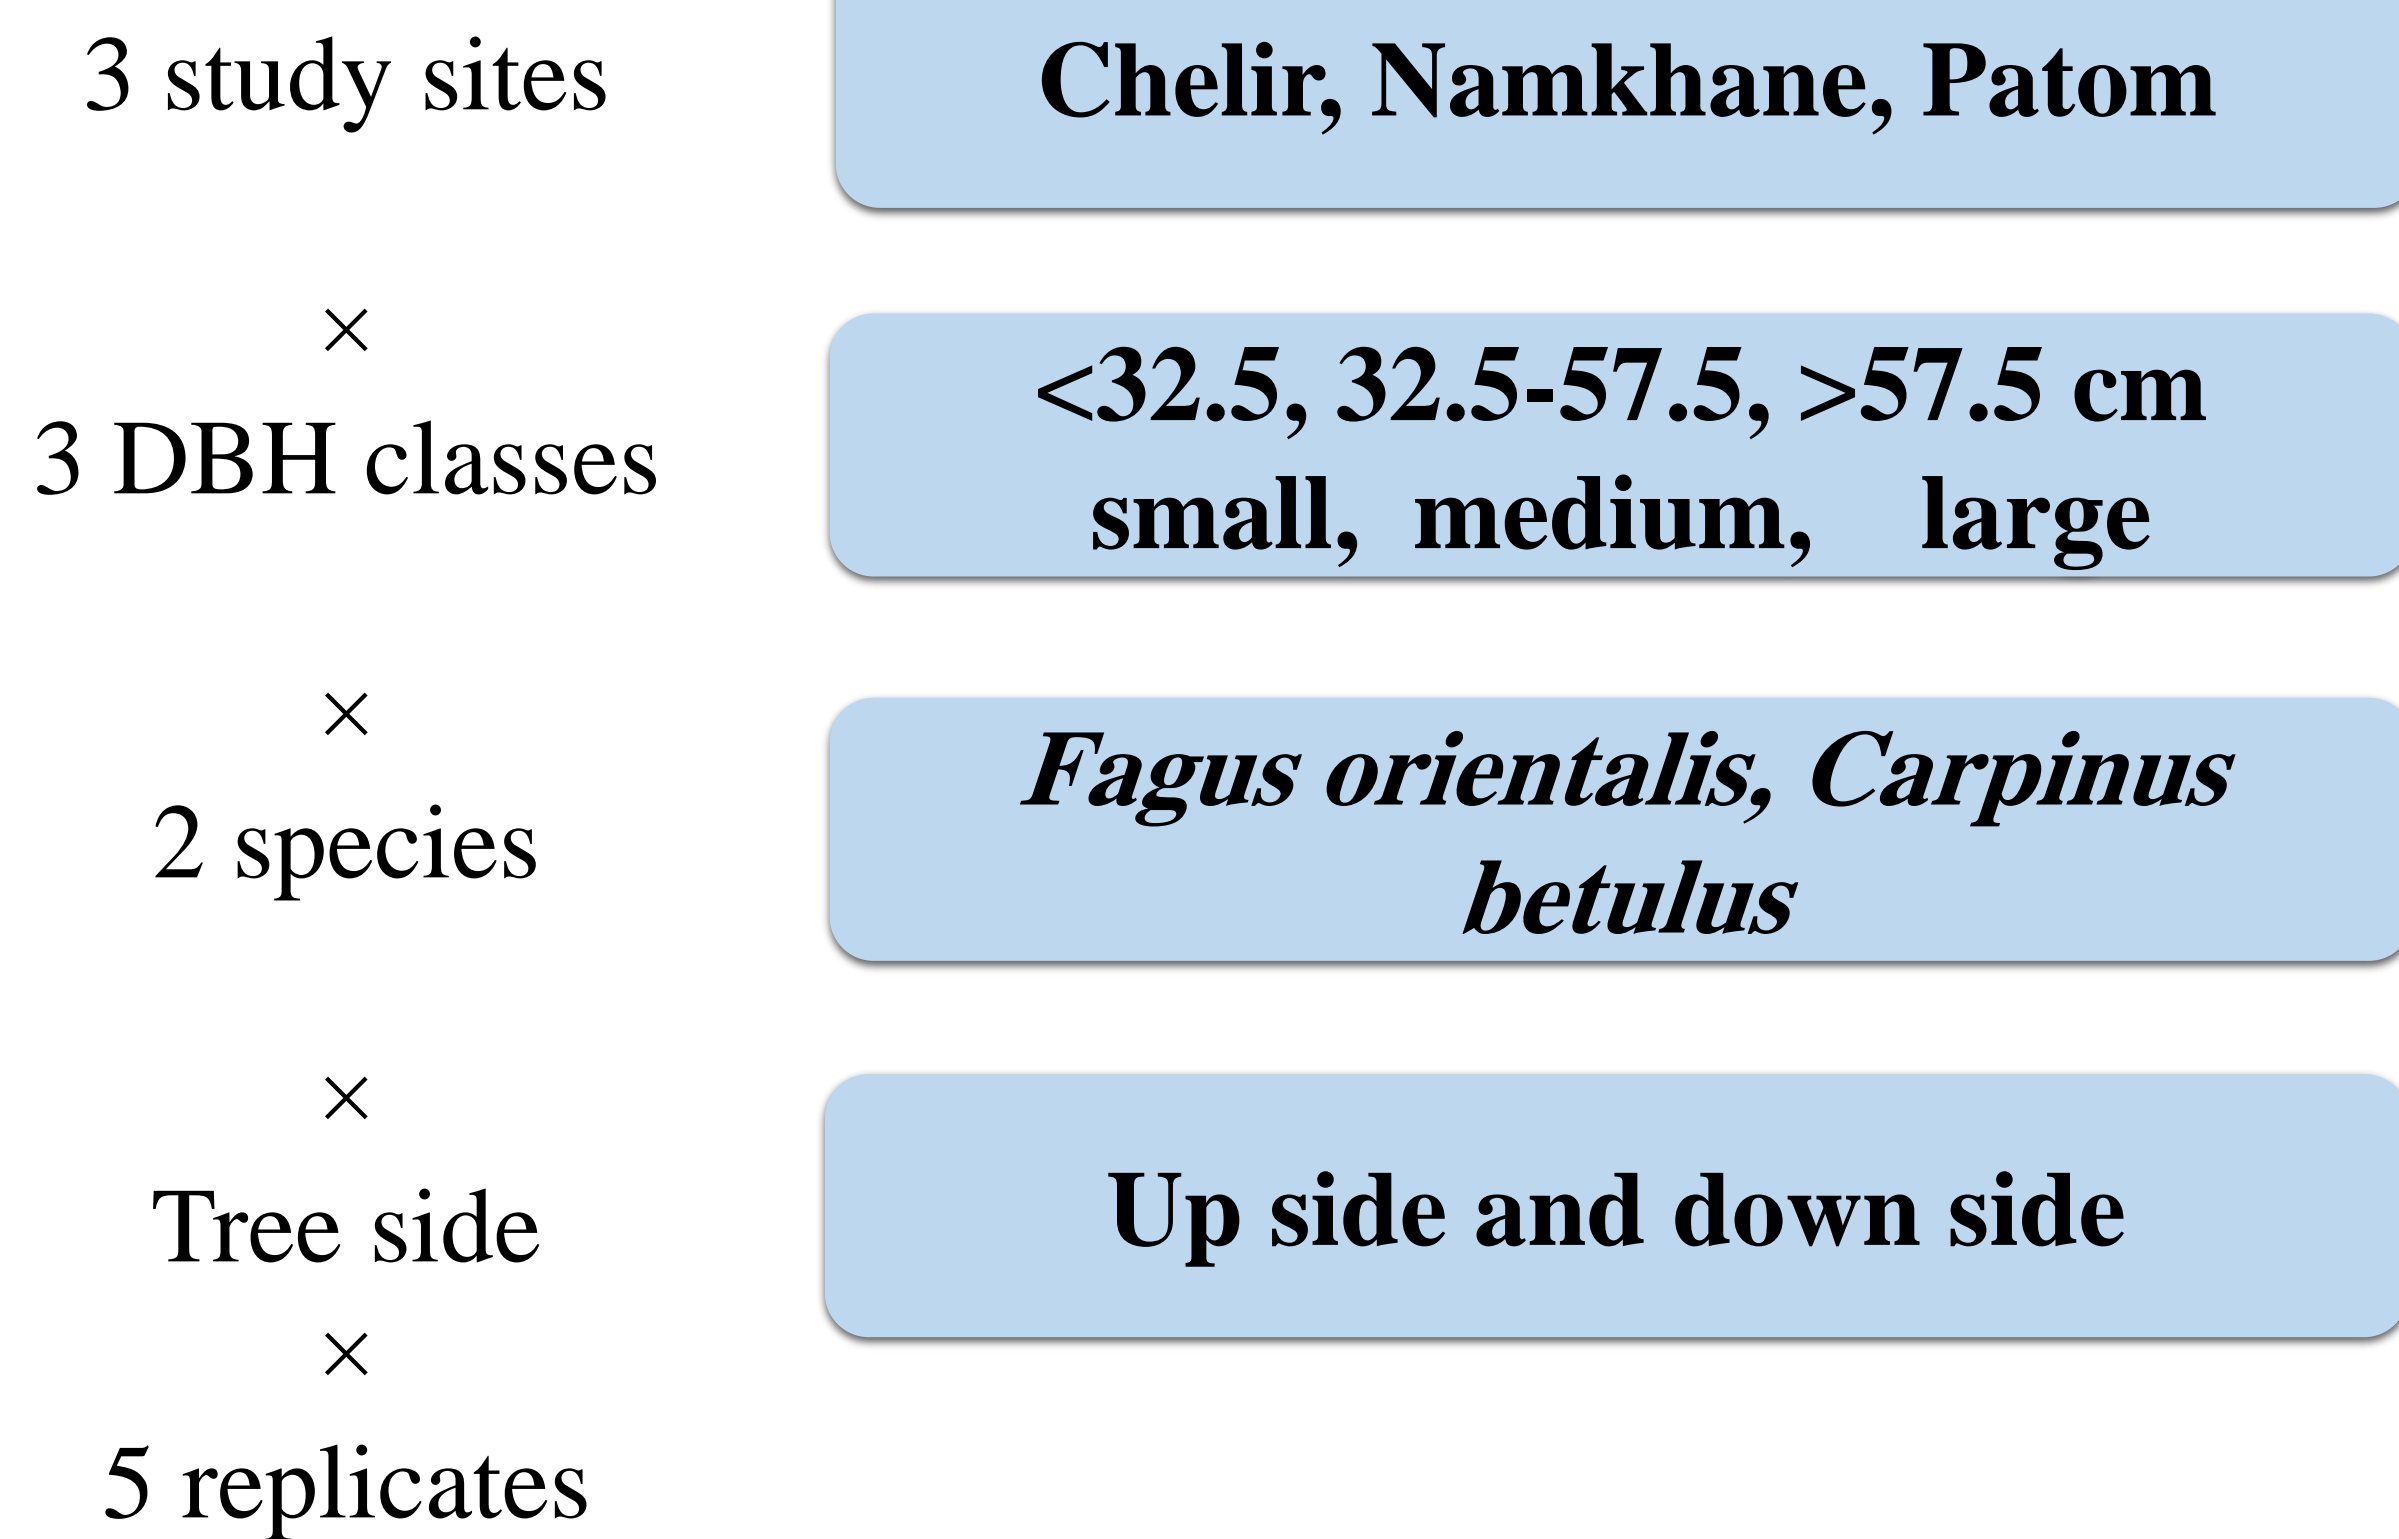 3 study sites
Chelir, Namkhane, Patom
×
3 DBH classes
<32.5, 32.5-57.5, >57.5 cm
small, medium, large
×
2 species
Fagus orientalis, Carpinus
betulus
×
Tree side
Up side and down side
×
5 replicates